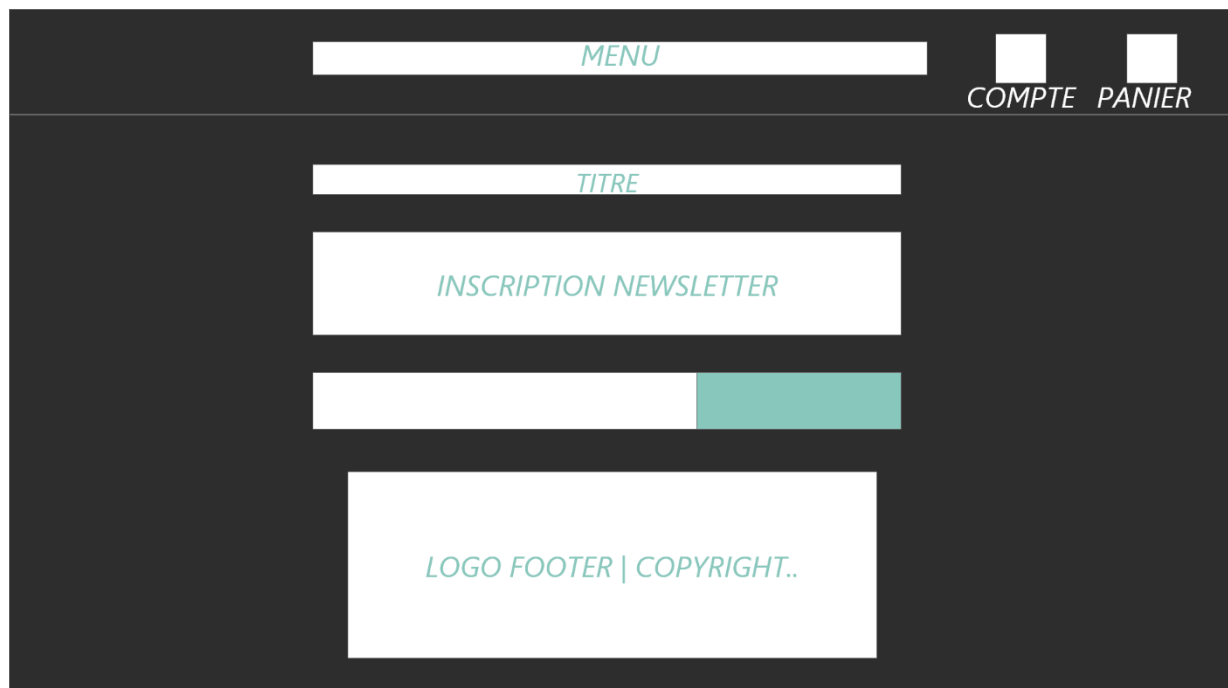 MENU
COMPTE PANIER
TITRE
INSCRIPTION NEWSLETTER
LOGO FOOTER | COPYRIGHT..